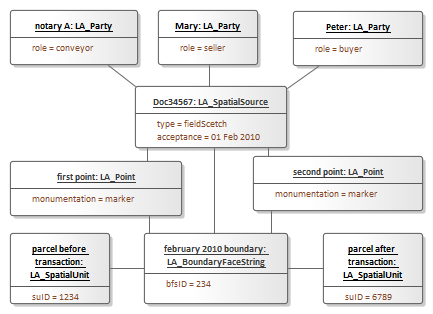 notary A: LA_Party
role = conveyor
Mary: LA_Party
role = seller
Peter: LA_Party
role = buyer
Doc34567: LA_SpatialSource
type = fieldScetch
acceptance = 01 Feb 2010
first point: LA_Point
monumentation = marker
second point: LA_Point
monumentation = marker
parcel before
transaction:
LA_SpatialUnit
suID = 1234
february 2010 boundary:
LA_BoundaryFaceString
bfsID = 234
parcel after
transaction:
LA_SpatialUnit
suID = 6789